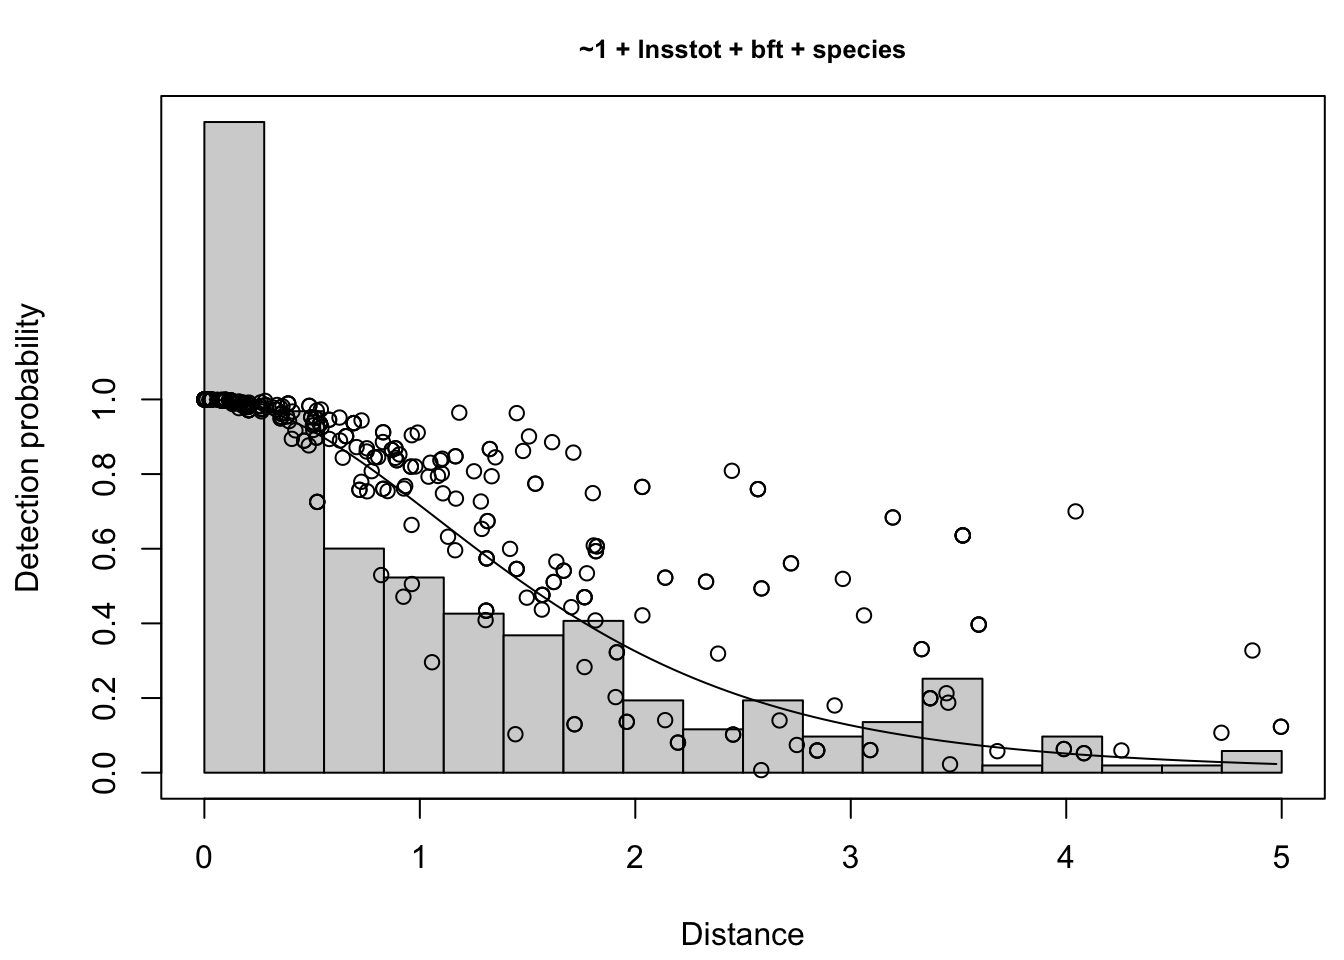 ~1 + lnsstot + bft + species
Detection probability
1.0
0.8
0.6
0.4
0.2
0.0
0 1 2 3 4 5
Distance